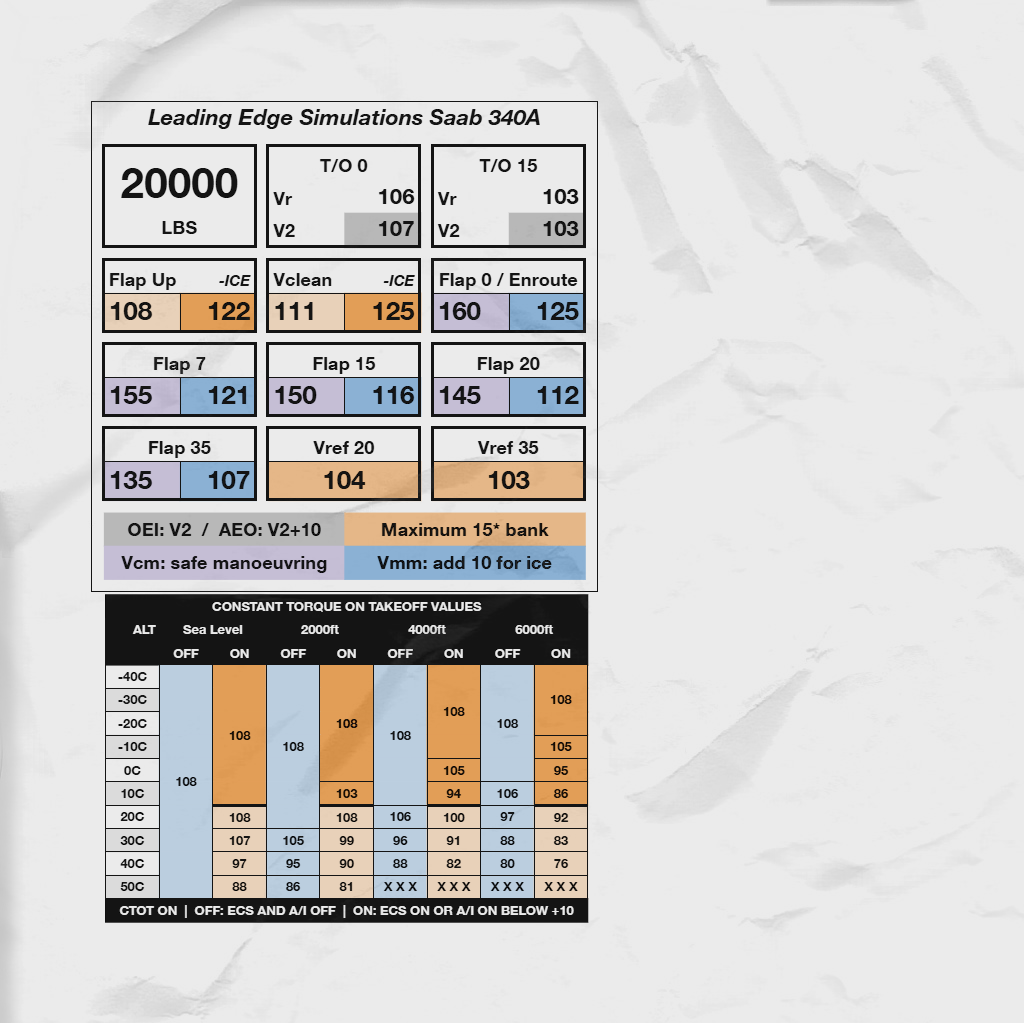 Leading Edge Simulations Saab 340A
20000
LBS
T/O 0
Vr 106
V2 107
T/O 15
Vr 103
V2 103
Flap Up -ICE
108 122
Vclean -ICE
111 125
Flap 0 / Enroute
160 125
Flap 7
155 121
Flap 15
150 116
Flap 20
145 112
Flap 35
135 107
Vref 20
104
Vref 35
103
OEI: V2 / AEO: V2+10
Maximum 15* bank
Vcm: safe manoeuvring
Vmm: add 10 for ice
CONSTANT TORQUE ON TAKEOFF VALUES
ALT Sea Level 2000ft 4000ft 6000ft
OFF ON OFF ON OFF ON OFF ON
-40C
-30C 108
108
-20C 108 108 108
-10C 108 108 105
0C 108 105 95
10C 103 94 106 86
20C 108 108 106 100 97 92
30C 107 105 99 96 91 88 83
40C 97 95 90 88 82 80 76
50C 88 86 81 X X X X X X X X X X X X
CTOT ON | OFF: ECS AND A/I OFF | ON: ECS ON OR A/I ON BELOW +10